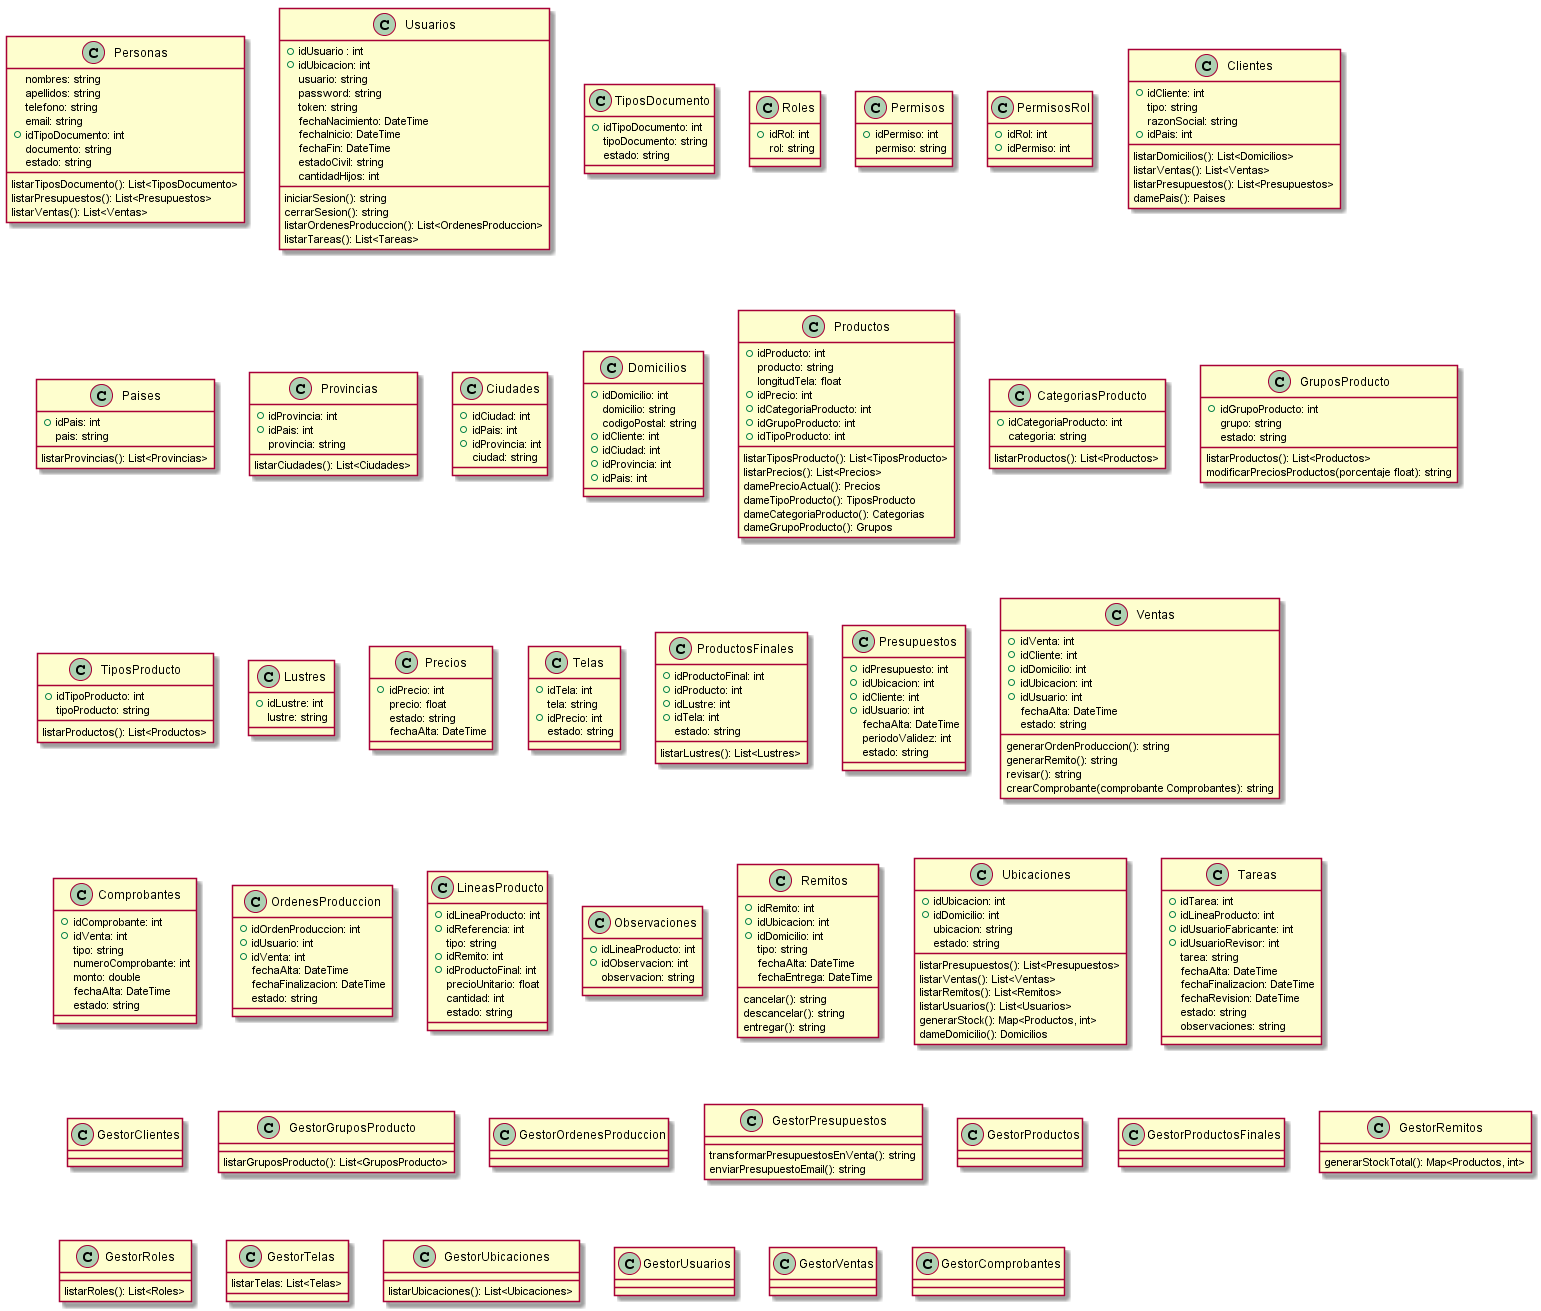 C Personas
nombres: string
apellidos: string
telefono: string
email: string
idTipoDocumento: int
documento: string
estado: string
listarTiposDocumento(): List<TiposDocumento>
listarPresupuestos(): List<Presupuestos>
listarVentas(): List<Ventas>
C Usuarios
idUsuario : int
idUbicacion: int
usuario: string
password: string
token: string
fechaNacimiento: DateTime
fechaInicio: DateTime
fechaFin: DateTime
estadoCivil: string
cantidadHijos: int
iniciarSesion(): string
cerrarSesion(): string
listarOrdenesProduccion(): List<OrdenesProduccion>
listarTareas(): List<Tareas>
C TiposDocumento
idTipoDocumento: int
tipoDocumento: string
estado: string
C Roles
idRol: int
rol: string
C Permisos
idPermiso: int
permiso: string
C PermisosRol
idRol: int
idPermiso: int
C Clientes
idCliente: int
tipo: string
razonSocial: string
idPais: int
listarDomicilios(): List<Domicilios>
listarVentas(): List<Ventas>
listarPresupuestos(): List<Presupuestos>
damePais(): Paises
C Paises
idPais: int
pais: string
listarProvincias(): List<Provincias>
C Provincias
idProvincia: int
idPais: int
provincia: string
listarCiudades(): List<Ciudades>
C Ciudades
idCiudad: int
idPais: int
idProvincia: int
ciudad: string
C Domicilios
idDomicilio: int
domicilio: string
codigoPostal: string
idCliente: int
idCiudad: int
idProvincia: int
idPais: int
C Productos
idProducto: int
producto: string
longitudTela: float
idPrecio: int
idCategoriaProducto: int
idGrupoProducto: int
idTipoProducto: int
listarTiposProducto(): List<TiposProducto>
listarPrecios(): List<Precios>
damePrecioActual(): Precios
dameTipoProducto(): TiposProducto
dameCategoriaProducto(): Categorias
dameGrupoProducto(): Grupos
C CategoriasProducto
idCategoriaProducto: int
categoria: string
listarProductos(): List<Productos>
C GruposProducto
idGrupoProducto: int
grupo: string
estado: string
listarProductos(): List<Productos>
modificarPreciosProductos(porcentaje float): string
C TiposProducto
idTipoProducto: int
tipoProducto: string
listarProductos(): List<Productos>
C Lustres
idLustre: int
lustre: string
C Precios
idPrecio: int
precio: float
estado: string
fechaAlta: DateTime
C Telas
idTela: int
tela: string
idPrecio: int
estado: string
C ProductosFinales
idProductoFinal: int
idProducto: int
idLustre: int
idTela: int
estado: string
listarLustres(): List<Lustres>
C Presupuestos
idPresupuesto: int
idUbicacion: int
idCliente: int
idUsuario: int
fechaAlta: DateTime
periodoValidez: int
estado: string
C Ventas
idVenta: int
idCliente: int
idDomicilio: int
idUbicacion: int
idUsuario: int
fechaAlta: DateTime
estado: string
generarOrdenProduccion(): string
generarRemito(): string
revisar(): string
crearComprobante(comprobante Comprobantes): string
C Comprobantes
idComprobante: int
idVenta: int
tipo: string
numeroComprobante: int
monto: double
fechaAlta: DateTime
estado: string
C OrdenesProduccion
idOrdenProduccion: int
idUsuario: int
idVenta: int
fechaAlta: DateTime
fechaFinalizacion: DateTime
estado: string
C LineasProducto
idLineaProducto: int
idReferencia: int
tipo: string
idRemito: int
idProductoFinal: int
precioUnitario: float
cantidad: int
estado: string
C Observaciones
idLineaProducto: int
idObservacion: int
observacion: string
C Remitos
idRemito: int
idUbicacion: int
idDomicilio: int
tipo: string
fechaAlta: DateTime
fechaEntrega: DateTime
cancelar(): string
descancelar(): string
entregar(): string
C Ubicaciones
idUbicacion: int
idDomicilio: int
ubicacion: string
estado: string
listarPresupuestos(): List<Presupuestos>
listarVentas(): List<Ventas>
listarRemitos(): List<Remitos>
listarUsuarios(): List<Usuarios>
generarStock(): Map<Productos, int>
dameDomicilio(): Domicilios
C Tareas
idTarea: int
idLineaProducto: int
idUsuarioFabricante: int
idUsuarioRevisor: int
tarea: string
fechaAlta: DateTime
fechaFinalizacion: DateTime
fechaRevision: DateTime
estado: string
observaciones: string
C GestorClientes
C GestorGruposProducto
listarGruposProducto(): List<GruposProducto>
C GestorOrdenesProduccion
C GestorPresupuestos
transformarPresupuestosEnVenta(): string
enviarPresupuestoEmail(): string
C GestorProductos
C GestorProductosFinales
C GestorRemitos
generarStockTotal(): Map<Productos, int>
C GestorRoles
listarRoles(): List<Roles>
C GestorTelas
listarTelas: List<Telas>
C GestorUbicaciones
listarUbicaciones(): List<Ubicaciones>
C GestorUsuarios
C GestorVentas
C GestorComprobantes